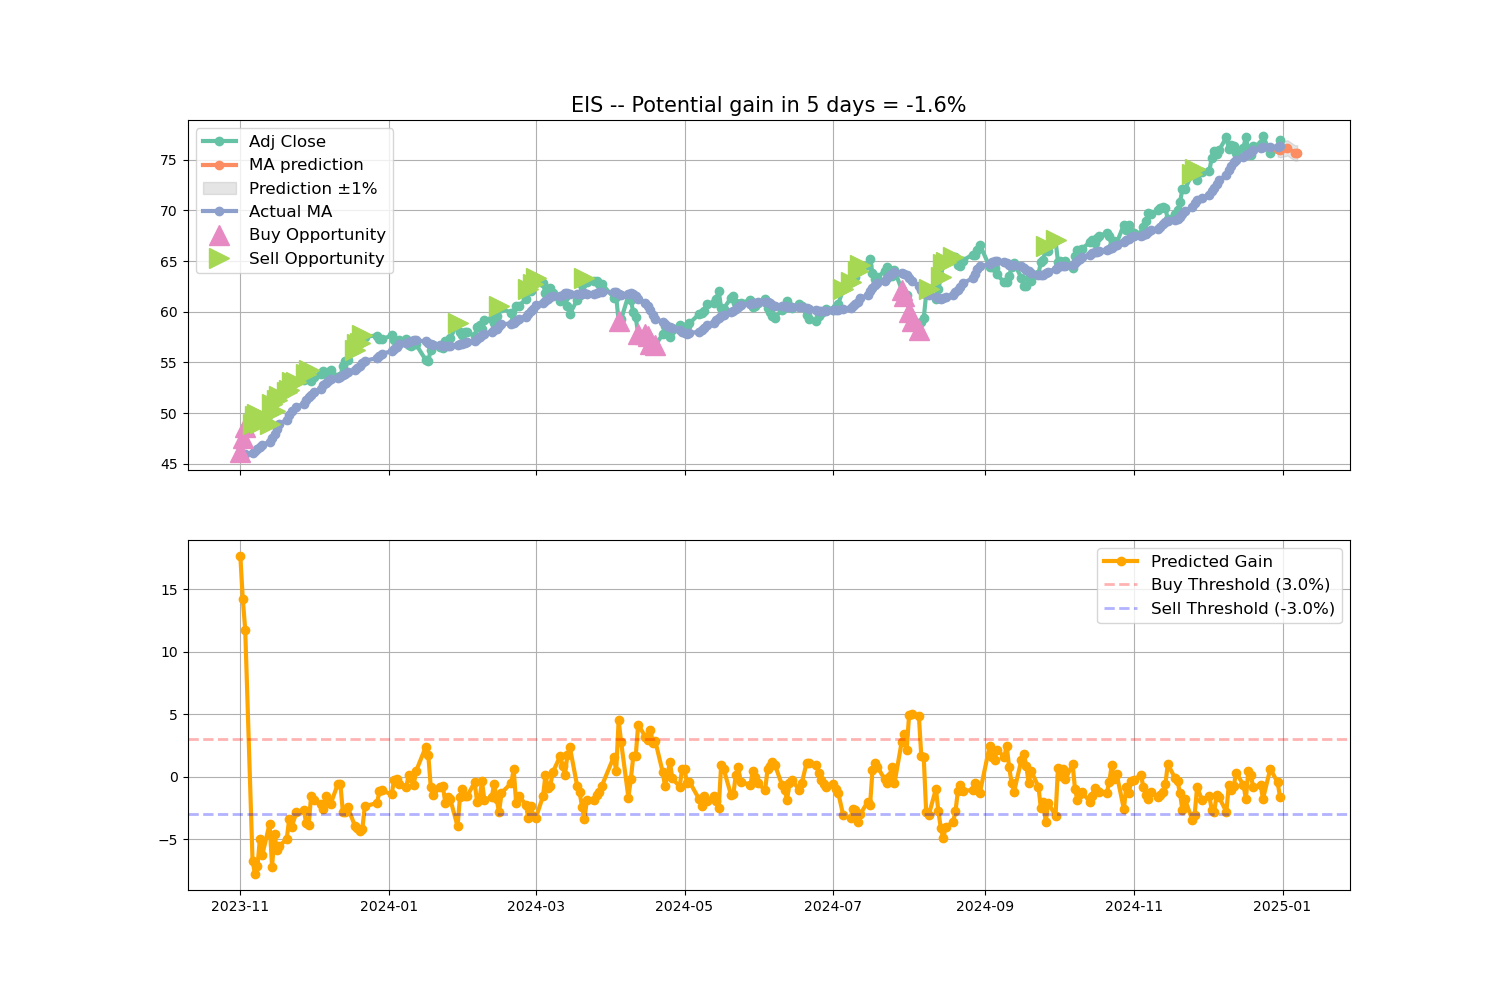 EIS -- Potential gain in 5 days = -1.6%
Adj Close
MA prediction
Prediction ±1%
Actual MA
Buy Opportunity
Sell Opportunity
75
70
65
60
55
50
45
Predicted Gain
Buy Threshold (3.0%)
Sell Threshold (-3.0%)
15
10
5
0
−5
2023-11 2024-01 2024-03 2024-05 2024-07 2024-09 2024-11 2025-01